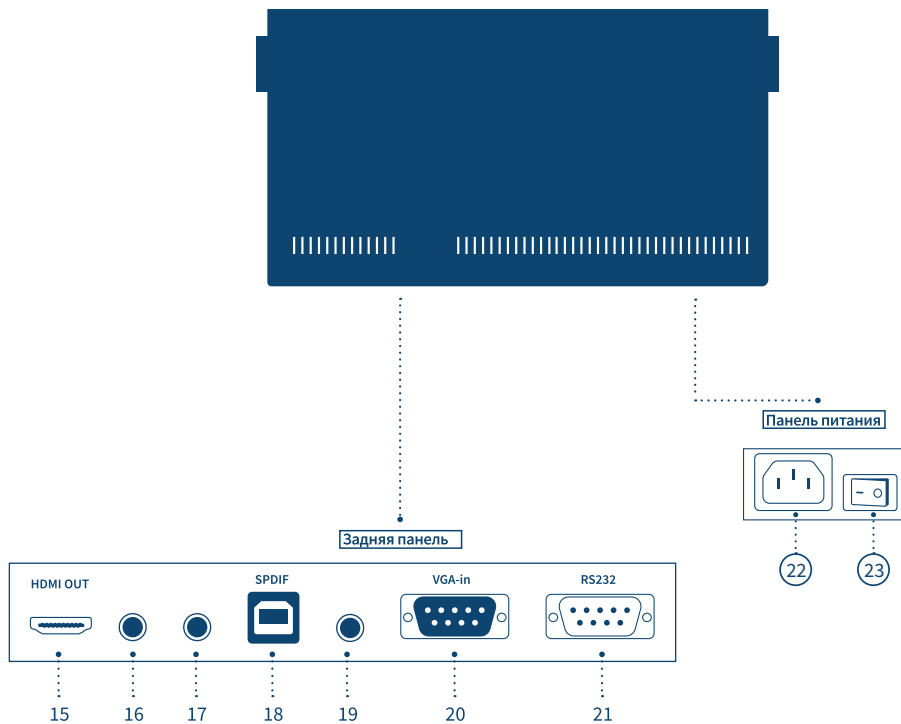 Панель питания
22 23
Задняя панель
HDMI OUT SPDIF VGA-in RS232
15 16 17 18 19 20 21